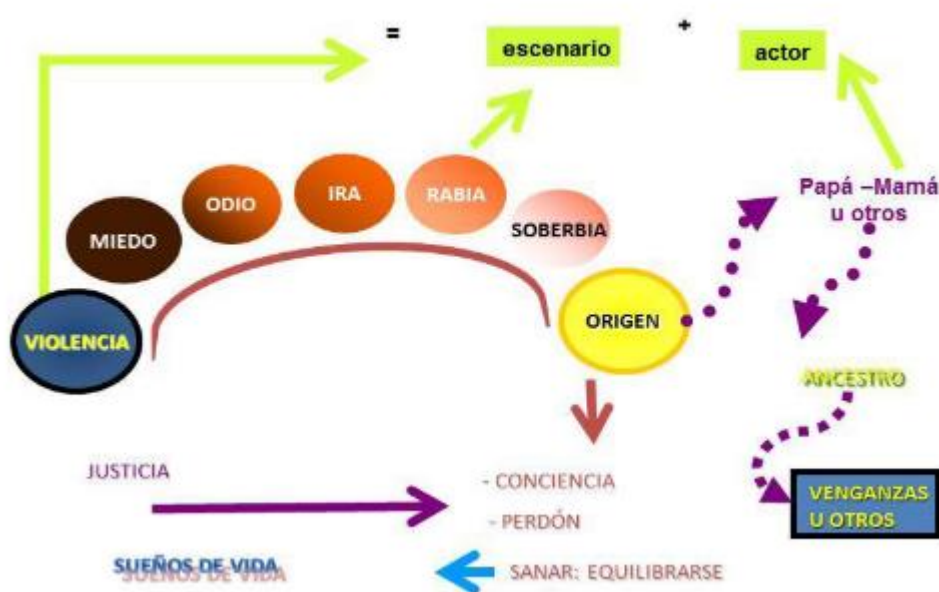 =
escenario
+
actor
MIEDO
ODIO
IRA
RABIA
SOBERBIA
Papá –Mamá
u otros
VIOLENCIA
ORIGEN
ANCESTRO
JUSTICIA
- CONCIENCIA
- PERDÓN
VENGANZAS
U OTROS
SUEÑOS DE VIDA
SANAR: EQUILIBRARSE